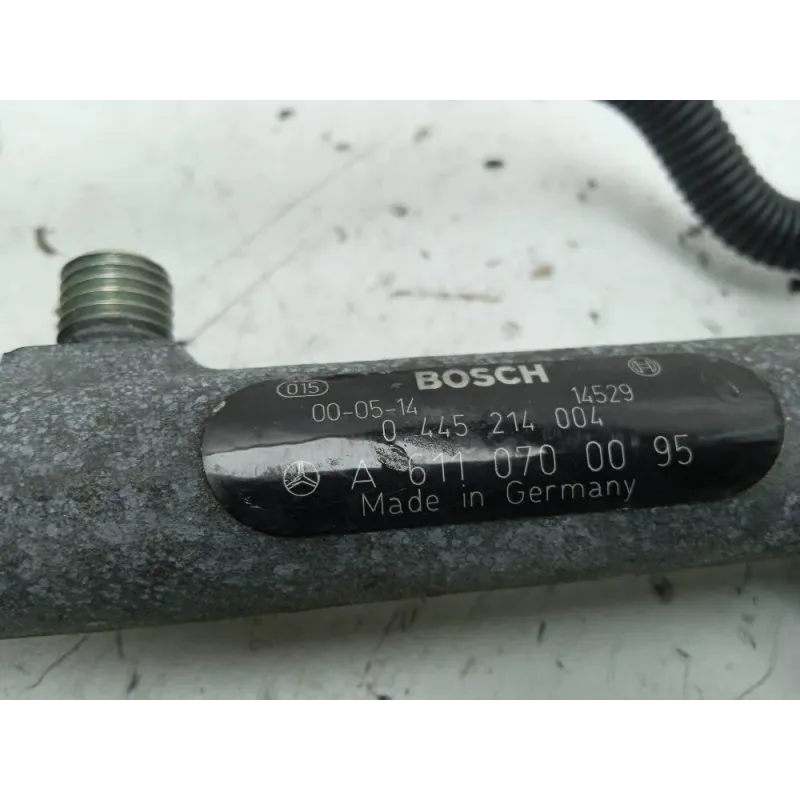 015 BOSCH
00-05-14 14529
0 445 214 004
A 611 070 00 95
Made in Germany